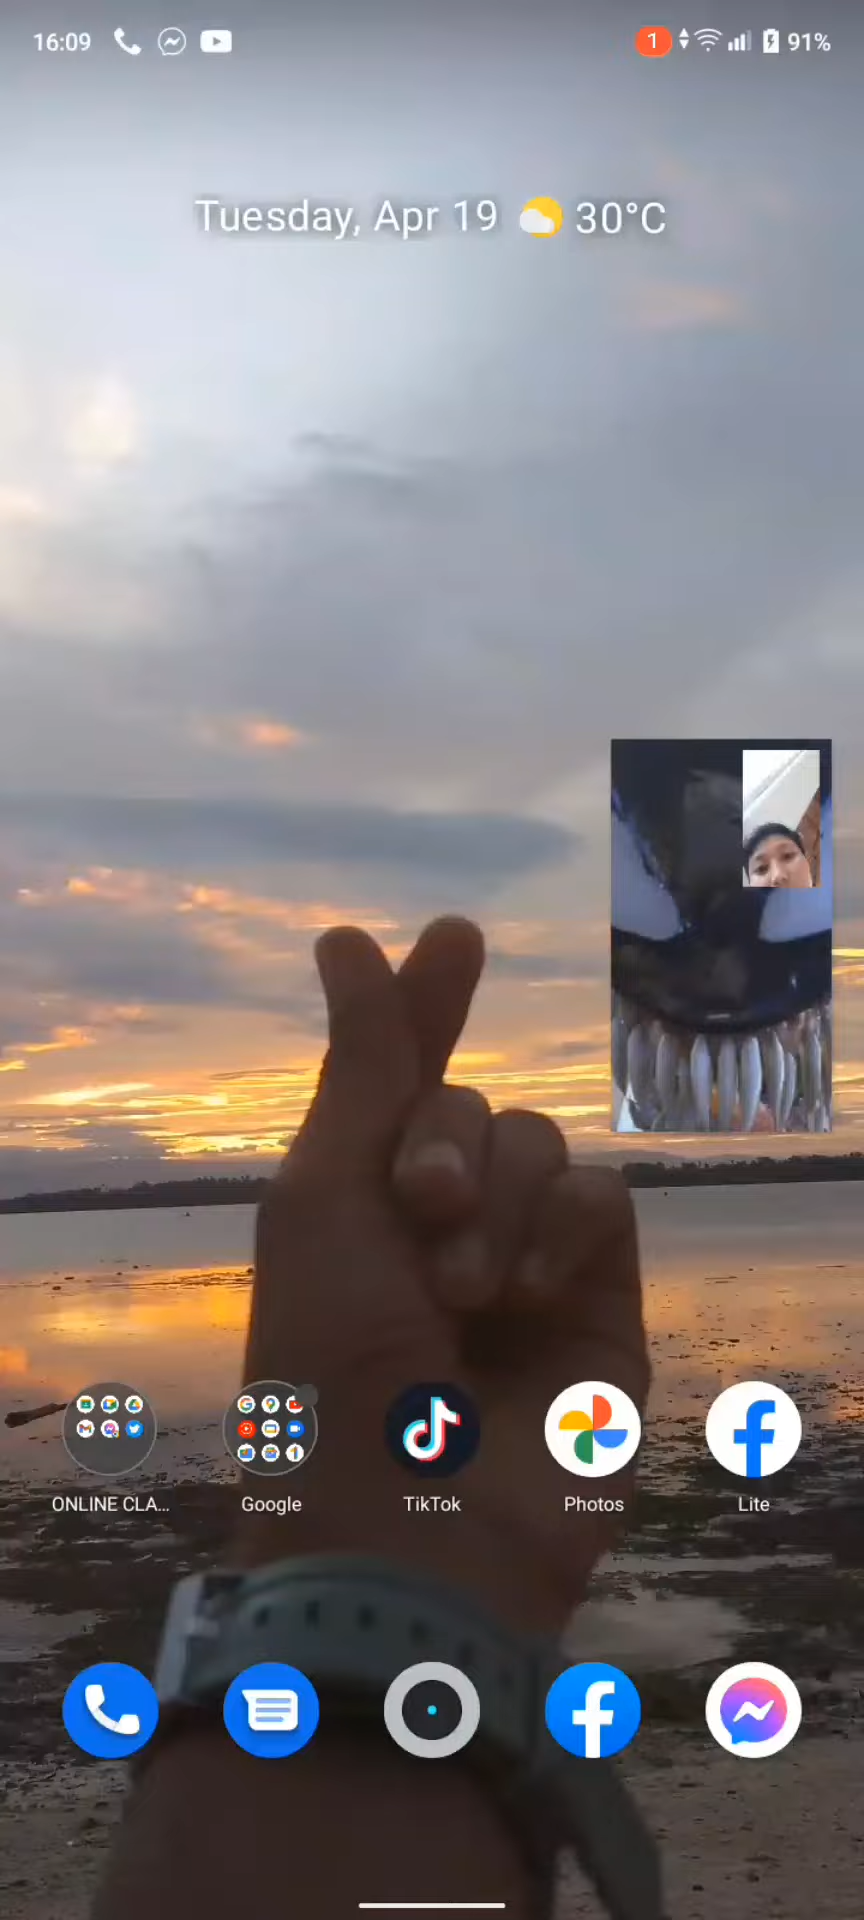 16:09
1
91%
Tuesday, Apr 19 30°C
ONLINE CLA...
Google
TikTok
Photos
Lite